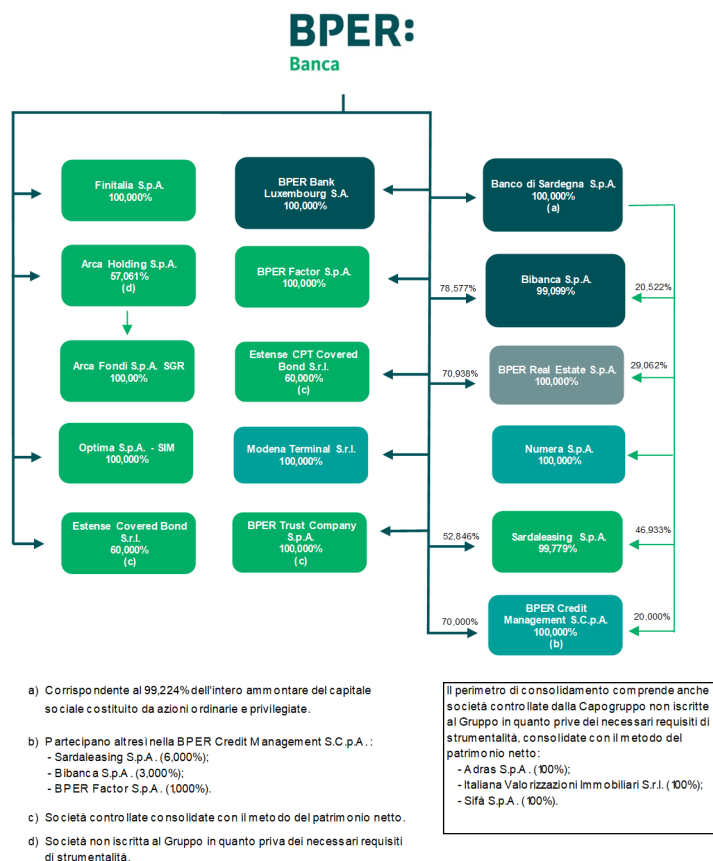 BPER:
Banca
Finitalia S.p.A.
100,000%
BPER Bank
Luxembourg S.A.
100,000%
Banco di Sardegna S.p.A.
100,000%
(a)
Arca Holding S.p.A.
57,061%
(d)
BPER Factor S.p.A.
100,000%
78,577%
Bibanca S.p.A.
99,099%
20,522%
Arca Fondi S.p.A. SGR
100,00%
Estense CPT Covered
Bond S.r.l.
60,000%
(c)
70,938%
BPER Real Estate S.p.A.
100,000%
29,062%
Optima S.p.A. - SIM
100,000%
Modena Terminal S.r.l.
100,000%
Numera S.p.A.
100,000%
Estense Covered Bond
S.r.l.
60,000%
(c)
BPER Trust Company
S.p.A.
100,000%
(c)
52,846%
Sardaleasing S.p.A.
99,779%
46,933%
70,000%
BPER Credit
Management S.C.p.A.
100,000%
(b)
20,000%
a) Corrispondente al 99,224% dell'intero ammontare del capitale
sociale costituito da azioni ordinarie e privilegiate.
b) Partecipano altresì nella BPER Credit Management S.C.p.A. :
- Sardaleasing S.p.A. (6,000%);
- Bibanca S.p.A. (3,000%);
- BPER Factor S.p.A. (1,000%).
c) Società controllate consolidate con il metodo del patrimonio netto.
d) Società non iscritta al Gruppo in quanto priva dei necessari requisiti
di strumentalità.
Il perimetro di consolidamento comprende anche
società controllate dalla Capogruppo non iscritte
al Gruppo in quanto prive dei necessari requisiti di
strumentalità, consolidate con il metodo del
patrimonio netto:
- Adras S.p.A. (100%);
- Italiana Valorizzazioni Immobiliari S.r.l. (100%);
- Sifà S.p.A. (100%).